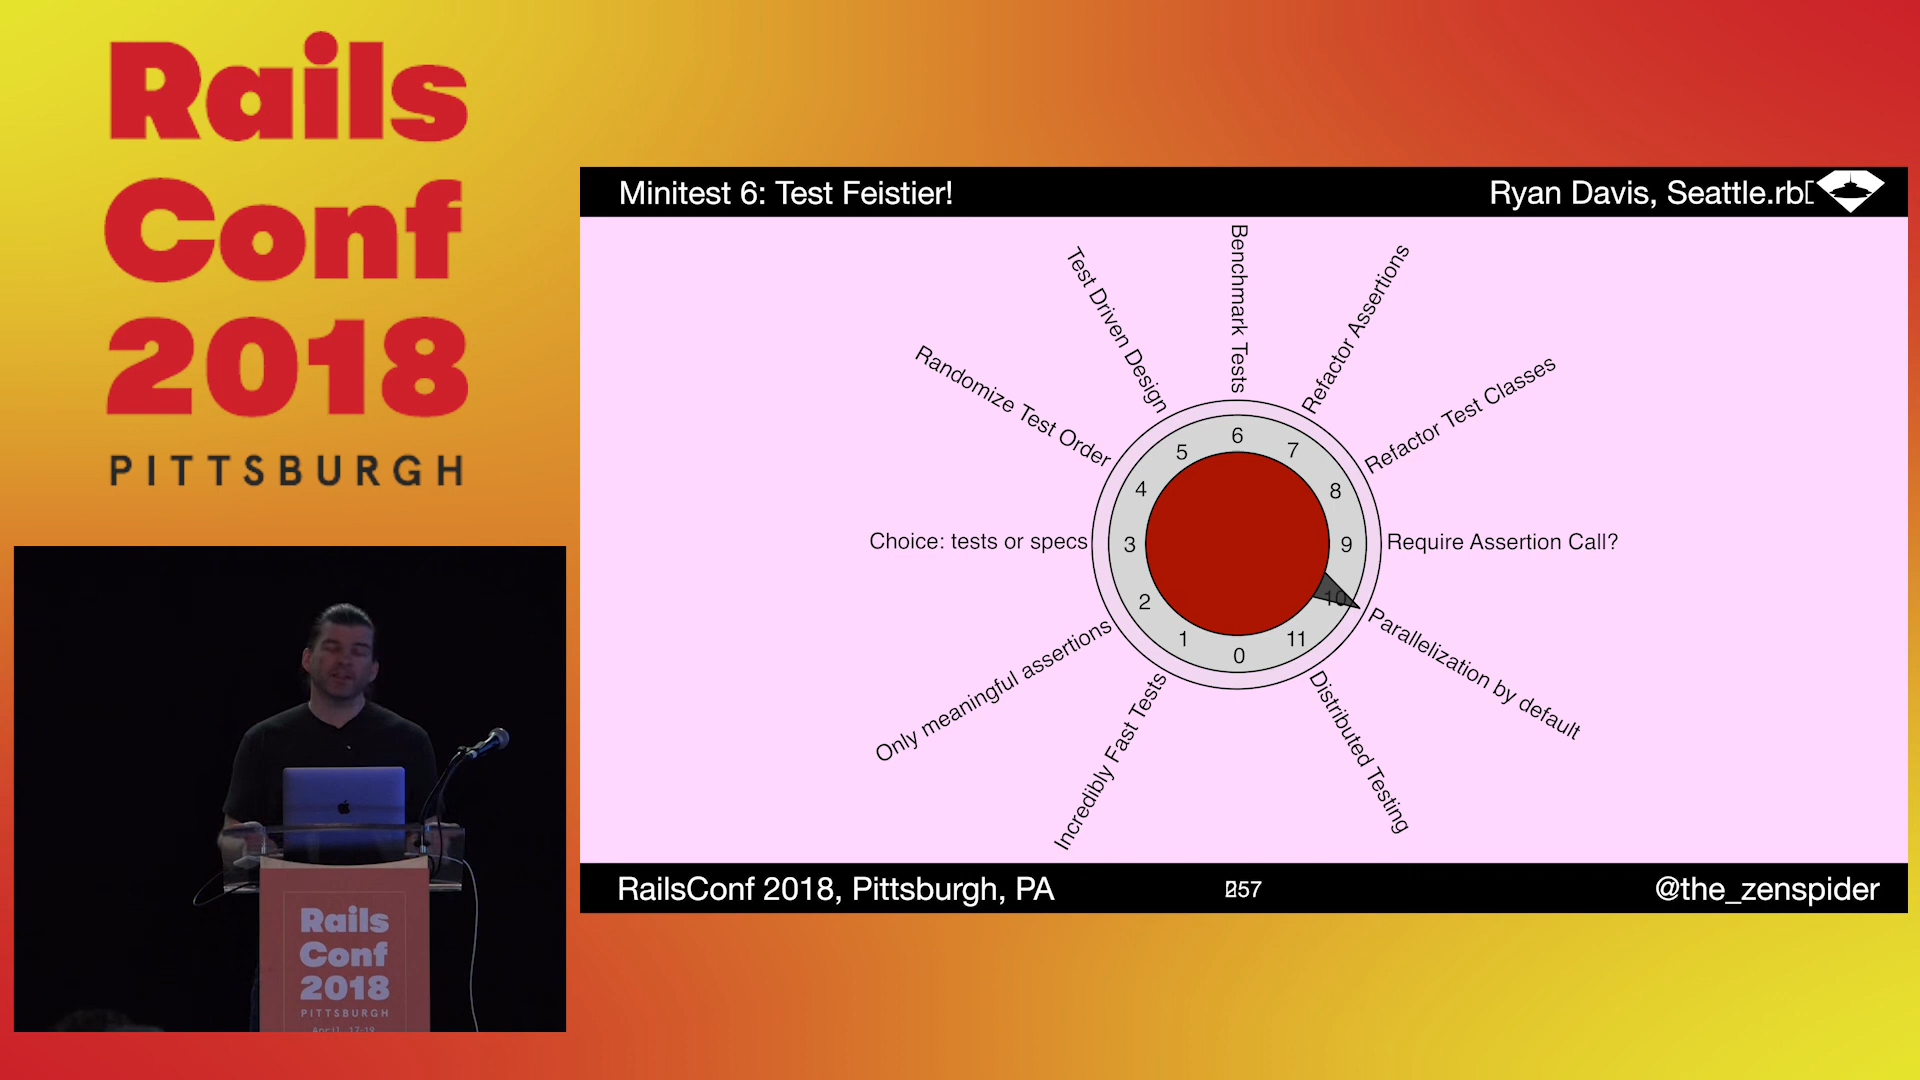 Rails
Conf
2018
PITTSBURGH
Minitest 6: Test Feistier!
Ryan Davis, Seattle.rb
Benchmark Tests
Test Driven Design
Refactor Assertions
Randomize Test Order
Refactor Test Classes
Choice: tests or specs
Require Assertion Call?
Only meaningful assertions
Parallelization by default
Incredibly Fast Tests
Distributed Testing
6
5
7
4
8
3
9
2
10
1
11
0
RailsConf 2018, Pittsburgh, PA
257
@the_zenspider
Rails
Conf
2018
PITTSBURGH
April 17-19